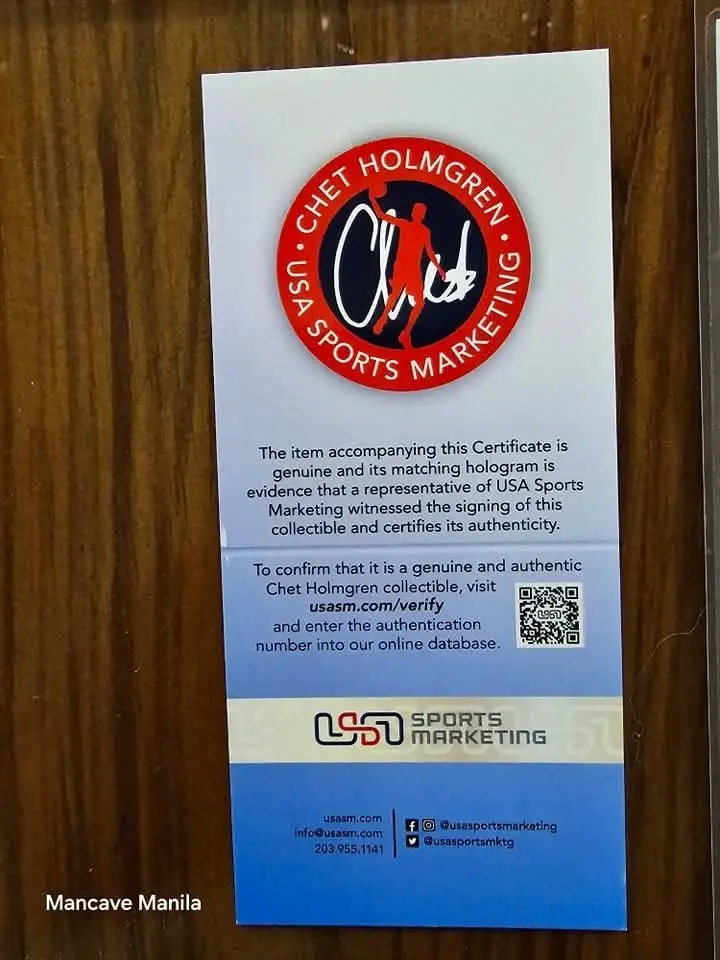 CHET HOLMGREN
Chet
USA SPORTS MARKETING
The item accompanying this Certificate is
genuine and its matching hologram is
evidence that a representative of USA Sports
Marketing witnessed the signing of this
collectible and certifies its authenticity.
To confirm that it is a genuine and authentic
Chet Holmgren collectible, visit
usasm.com/verify
and enter the authentication
number into our online database.
USA SPORTS
MARKETING
usasm.com
info@usasm.com
203.955.1141
@usasportsmarketing
@usasportsmktg
Mancave Manila